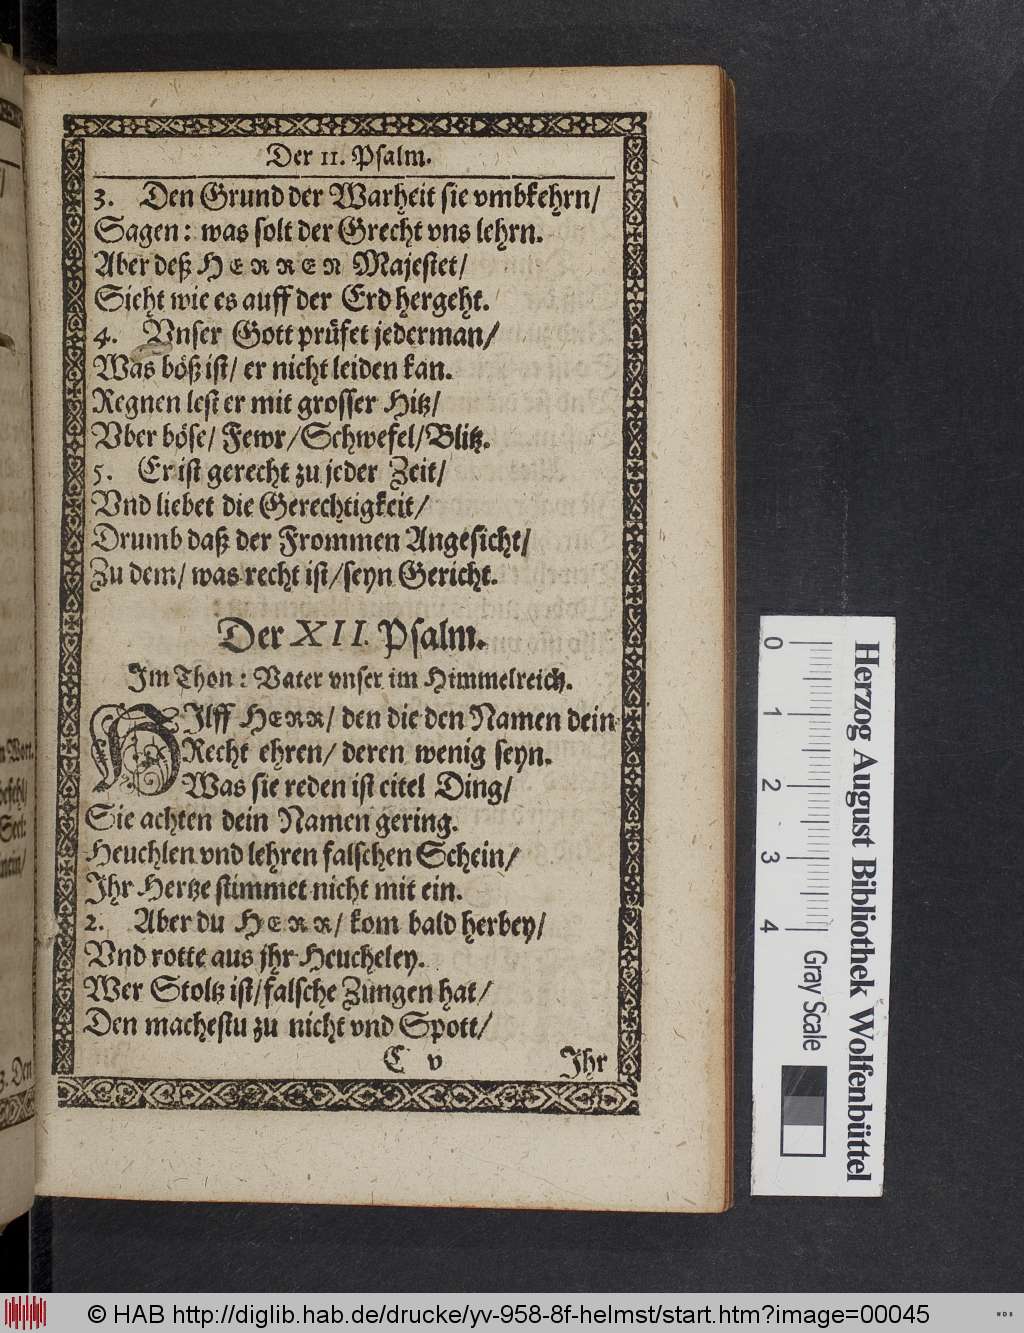 Der 11. Psalm.
3. Den Grund der Warheit sie vmbkehrn/
Sagen: was solt der Grecht vns lehrn.
Aber deß HERREN Majestet/
Sieht wie es auff der Erd hergeht.
4. Vnser Gott prüfet jederman/
Was böß ist/ er nicht leiden kan.
Regnen lest er mit grosser Hitz/
Vber böse/ Fewr/Schwefel/Blitz.
5. Er ist gerecht zu jeder Zeit/
Vnd liebet die Gerechtigkeit/
Drumb daß der Frommen Angesicht/
Zu dem/ was recht ist/seyn Gericht.
Der XII. Psalm.
Im Thon: Vater vnser im Himmelreich.
HIlff HERR/ den die den Namen dein
Recht ehren/ deren wenig seyn.
Was sie reden ist eitel Ding/
Sie achten dein Namen gering.
Heuchlen vnd lehren falschen Schein/
Ihr Hertze stimmet nicht mit ein.
2. Aber du HERR/ kom bald herbey/
Vnd rotte aus jhr Heucheley.
Wer Stoltz ist/falsche Zungen hat/
Den machestu zu nicht vnd Spott/
C v Ihr
n Wort.
befehl/
Seel:
3. Den
0 1 2 3 4
Gray Scale
Herzog August Bibliothek Wolfenbüttel
© HAB http://diglib.hab.de/drucke/yv-958-8f-helmst/start.htm?image=00045